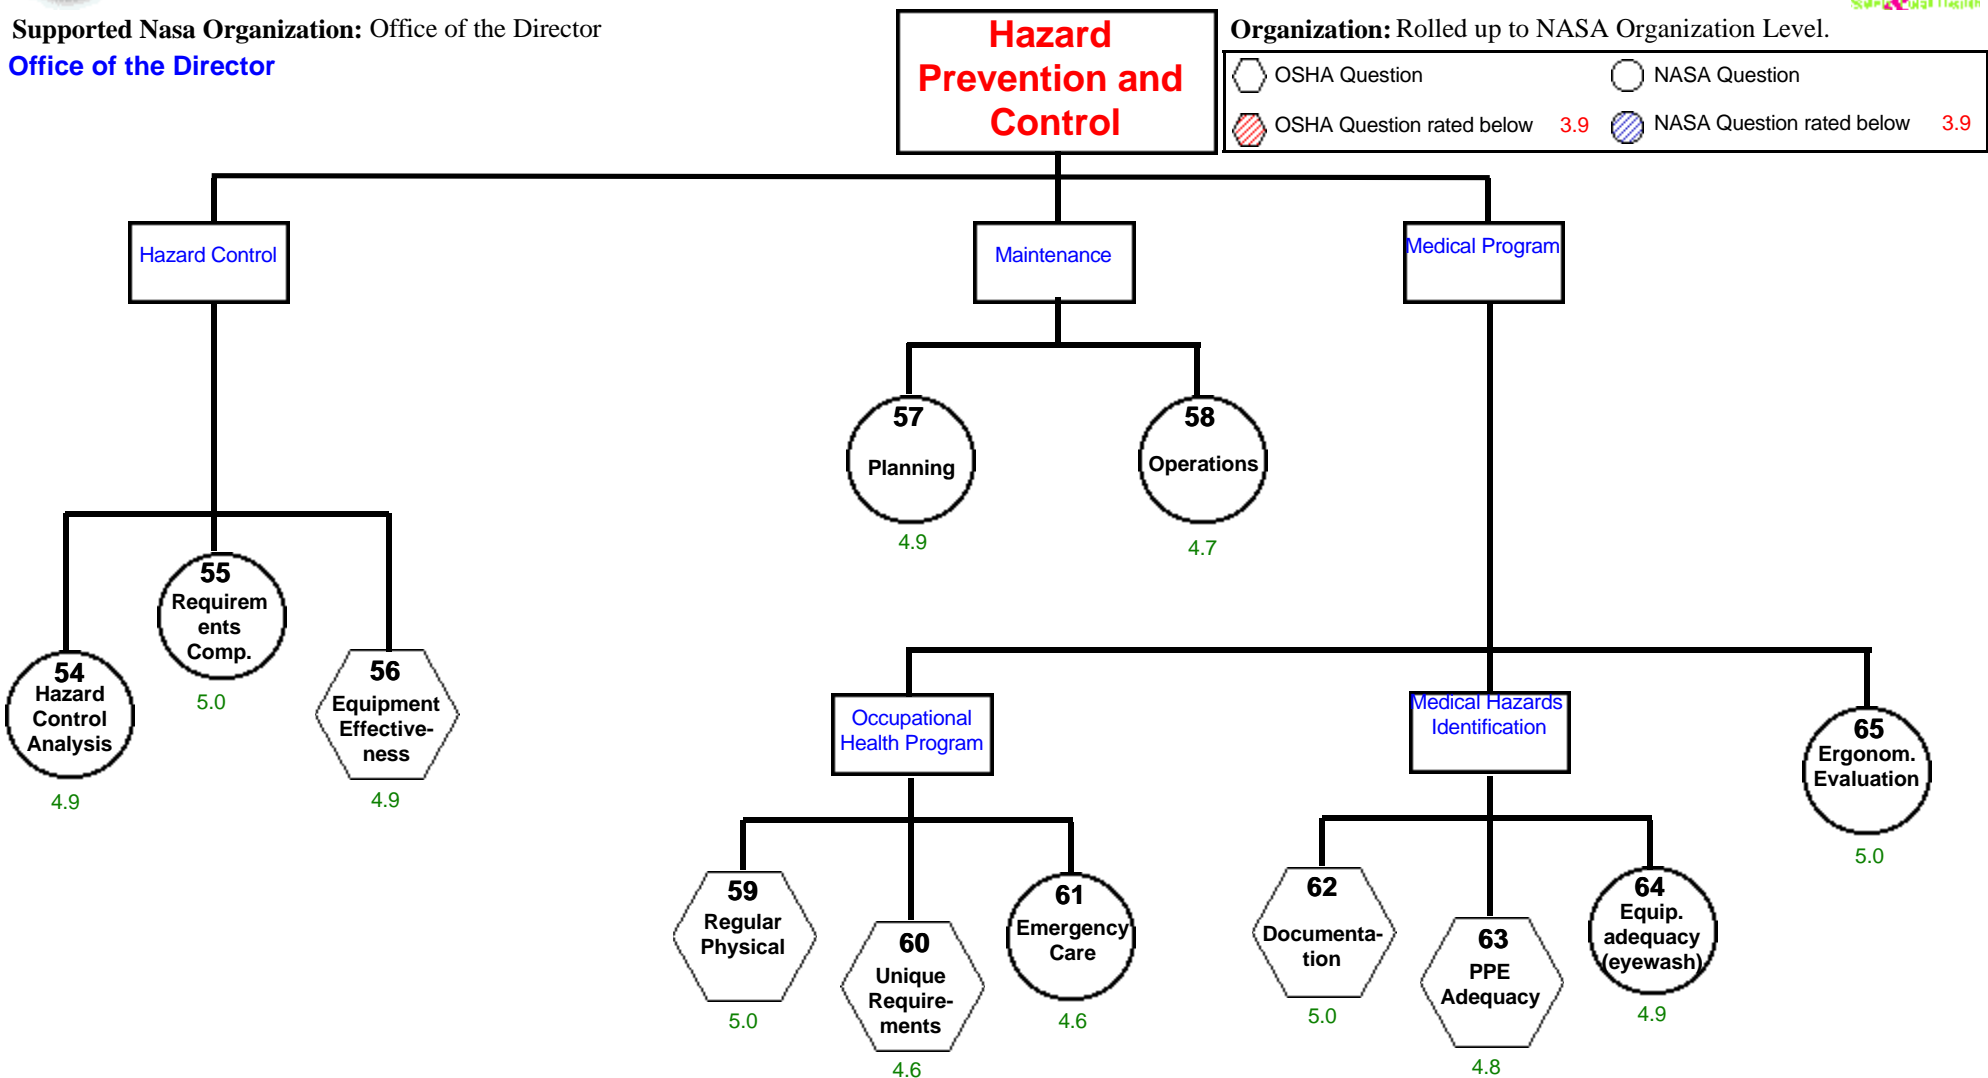 Supported Nasa Organization: Office of the Director
Office of the Director
Hazard
Prevention and
Control
Organization: Rolled up to NASA Organization Level.
OSHA Question
NASA Question
OSHA Question rated below 3.9
NASA Question rated below 3.9
Hazard Control
Maintenance
Medical Program
57
Planning
4.9
58
Operations
4.7
54
Hazard
Control
Analysis
4.9
55
Requirem
ents
Comp.
5.0
56
Equipment
Effective-
ness
4.9
Occupational
Health Program
Medical Hazards
Identification
65
Ergonom.
Evaluation
5.0
59
Regular
Physical
5.0
60
Unique
Require-
ments
4.6
61
Emergency
Care
4.6
62
Documenta-
tion
5.0
63
PPE
Adequacy
4.8
64
Equip.
adequacy
(eyewash)
4.9